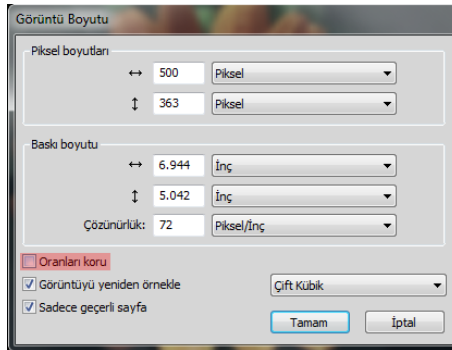 Görüntü Boyutu
Piksel boyutları
↔ 500 Piksel
↕ 363 Piksel
Baskı boyutu
↔ 6.944 İnç
↕ 5.042 İnç
Çözünürlük: 72 Piksel/İnç
Oranları koru
Görüntüyü yeniden örnekle Çift Kübik
Sadece geçerli sayfa
Tamam İptal